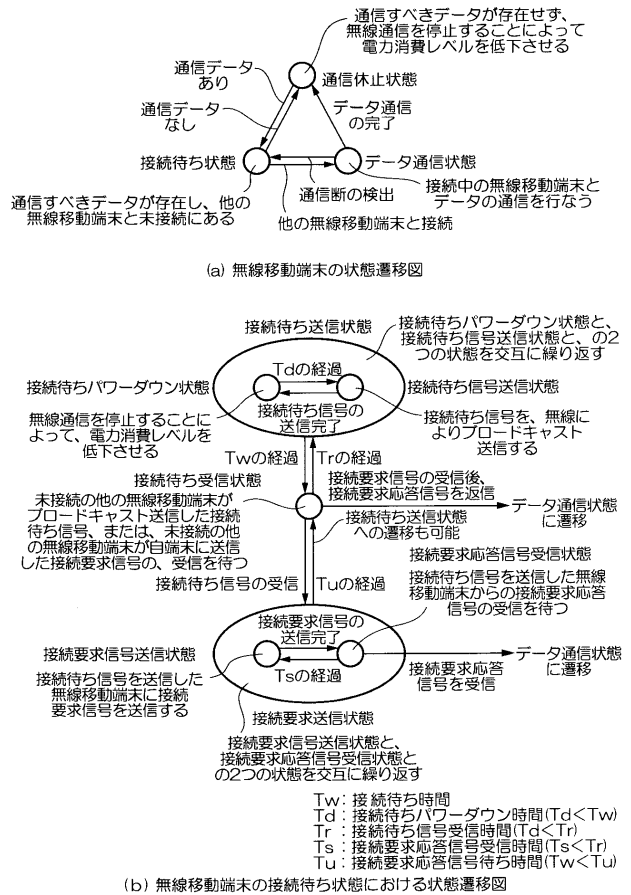 通信すべきデータが存在せず、
無線通信を停止することによって
電力消費レベルを低下させる
通信データ
あり
通信休止状態
通信データ
なし
データ通信
の完了
接続待ち状態
データ通信状態
通信断の検出
通信すべきデータが存在し、他の
無線移動端末と未接続にある
他の無線移動端末と接続
接続中の無線移動端末と
データの通信を行なう
(a) 無線移動端末の状態遷移図
接続待ち送信状態
接続待ちパワーダウン状態と、
接続待ち信号送信状態と、の2
つの状態を交互に繰り返す
Tdの経過
接続待ちパワーダウン状態
接続待ち信号送信状態
接続待ち信号の
送信完了
無線通信を停止することに
よって、電力消費レベルを
低下させる
接続待ち信号を、無線に
よりブロードキャスト
送信する
Twの経過
Trの経過
接続待ち受信状態
接続要求信号の受信後、
接続要求応答信号を返信
未接続の他の無線移動端末が
ブロードキャスト送信した接続
待ち信号、または、未接続の他
の無線移動端末が自端末に送信
した接続要求信号の、受信を待つ
データ通信状態
に遷移
接続待ち送信状態
への遷移も可能
接続待ち信号の受信
Tuの経過
接続要求応答信号受信状態
接続待ち信号を送信した無線
移動端末からの接続要求応答
信号の受信を待つ
接続要求信号の
送信完了
接続要求信号送信状態
Tsの経過
データ通信状態
に遷移
接続要求応答
信号を受信
接続待ち信号を送信した
無線移動端末に接続
要求信号を送信する
接続要求送信状態
接続要求信号送信状態と、
接続要求応答信号受信状態と
の2つの状態を交互に繰り返す
Tw：接続待ち時間
Td：接続待ちパワーダウン時間(Td<Tw)
Tr：接続待ち信号受信時間(Td<Tr)
Ts：接続要求応答信号受信時間(Ts<Tr)
Tu：接続要求応答信号待ち時間(Tw<Tu)
(b) 無線移動端末の接続待ち状態における状態遷移図